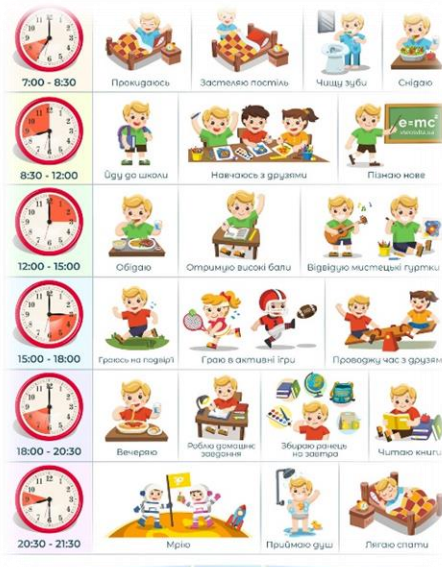 7:00 - 8:30
Прокидаюсь
Застеляю постіль
Чищу зуби
Снідаю
8:30 - 12:00
Йду до школи
Навчаюсь з друзями
e=mc²
Пізнаю нове
12:00 - 15:00
Обідаю
Отримую високі бали
Відвідую мистецькі гуртки
15:00 - 18:00
Граюсь на подвір'ї
Граю в активні ігри
Проводжу час з друзям
18:00 - 20:30
Вечеряю
Роблю домашнє
завдання
Збираю ранець
на завтра
Читаю книги
20:30 - 21:30
Мрію
Приймаю душ
Лягаю спати